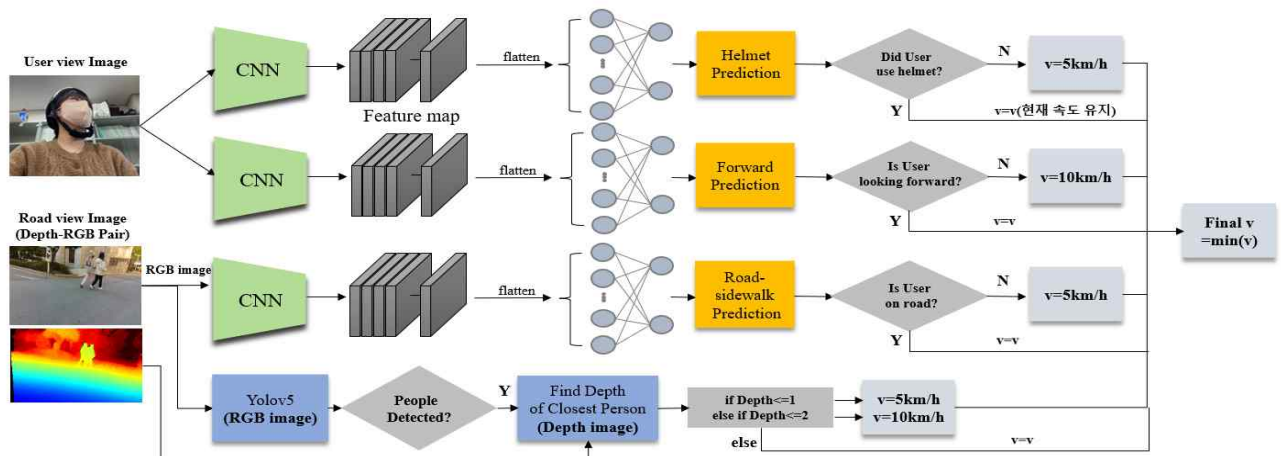 User view Image
CNN
Feature map
flatten
Helmet
Prediction
Did User
use helmet?
N
v=5km/h
Y
v=v(현재 속도 유지)
CNN
flatten
Forward
Prediction
Is User
looking forward?
N
v=10km/h
Y
v=v
Final v
=min(v)
Road view Image
(Depth-RGB Pair)
RGB image
CNN
flatten
Road-
sidewalk
Prediction
Is User
on road?
N
v=5km/h
Y
v=v
Yolov5
(RGB image)
People
Detected?
Y
Find Depth
of Closest Person
(Depth image)
if Depth<=1
else if Depth<=2
v=5km/h
v=10km/h
else
v=v